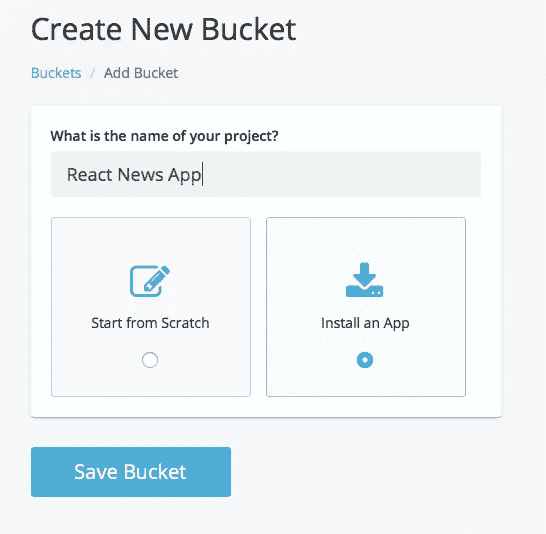 Create New Bucket
Buckets / Add Bucket
What is the name of your project?
React News App
Start from Scratch
Install an App
Save Bucket